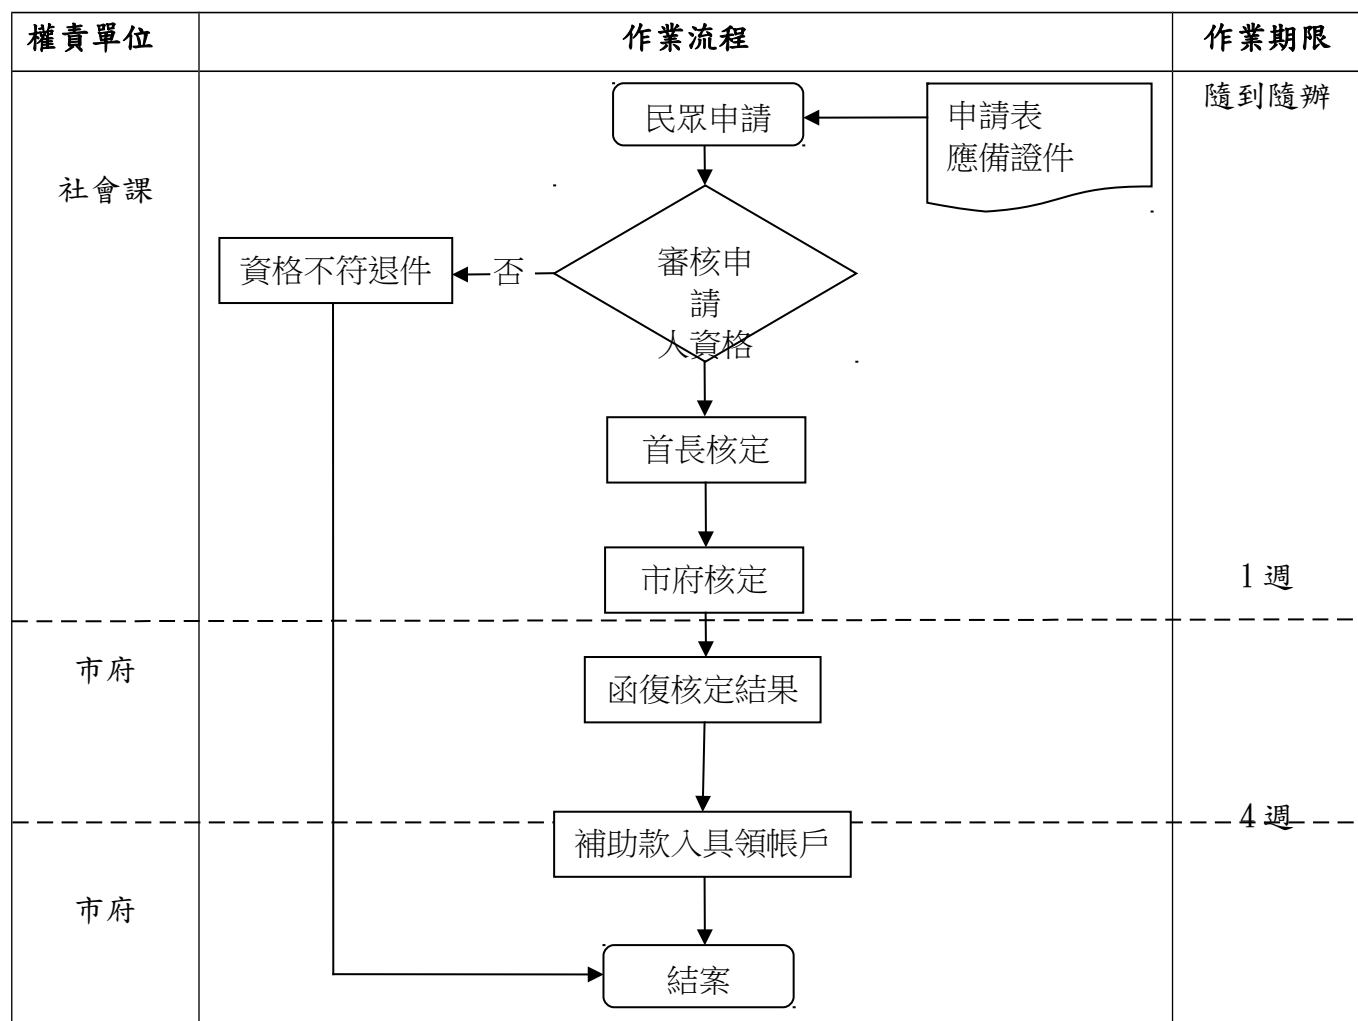 權責單位
作業流程
作業期限
隨到隨辦
民眾申請
申請表
應備證件
社會課
資格不符退件
否
審核申
請
人資格
首長核定
市府核定
1週
市府
函復核定結果
4週
補助款入具領帳戶
市府
結案